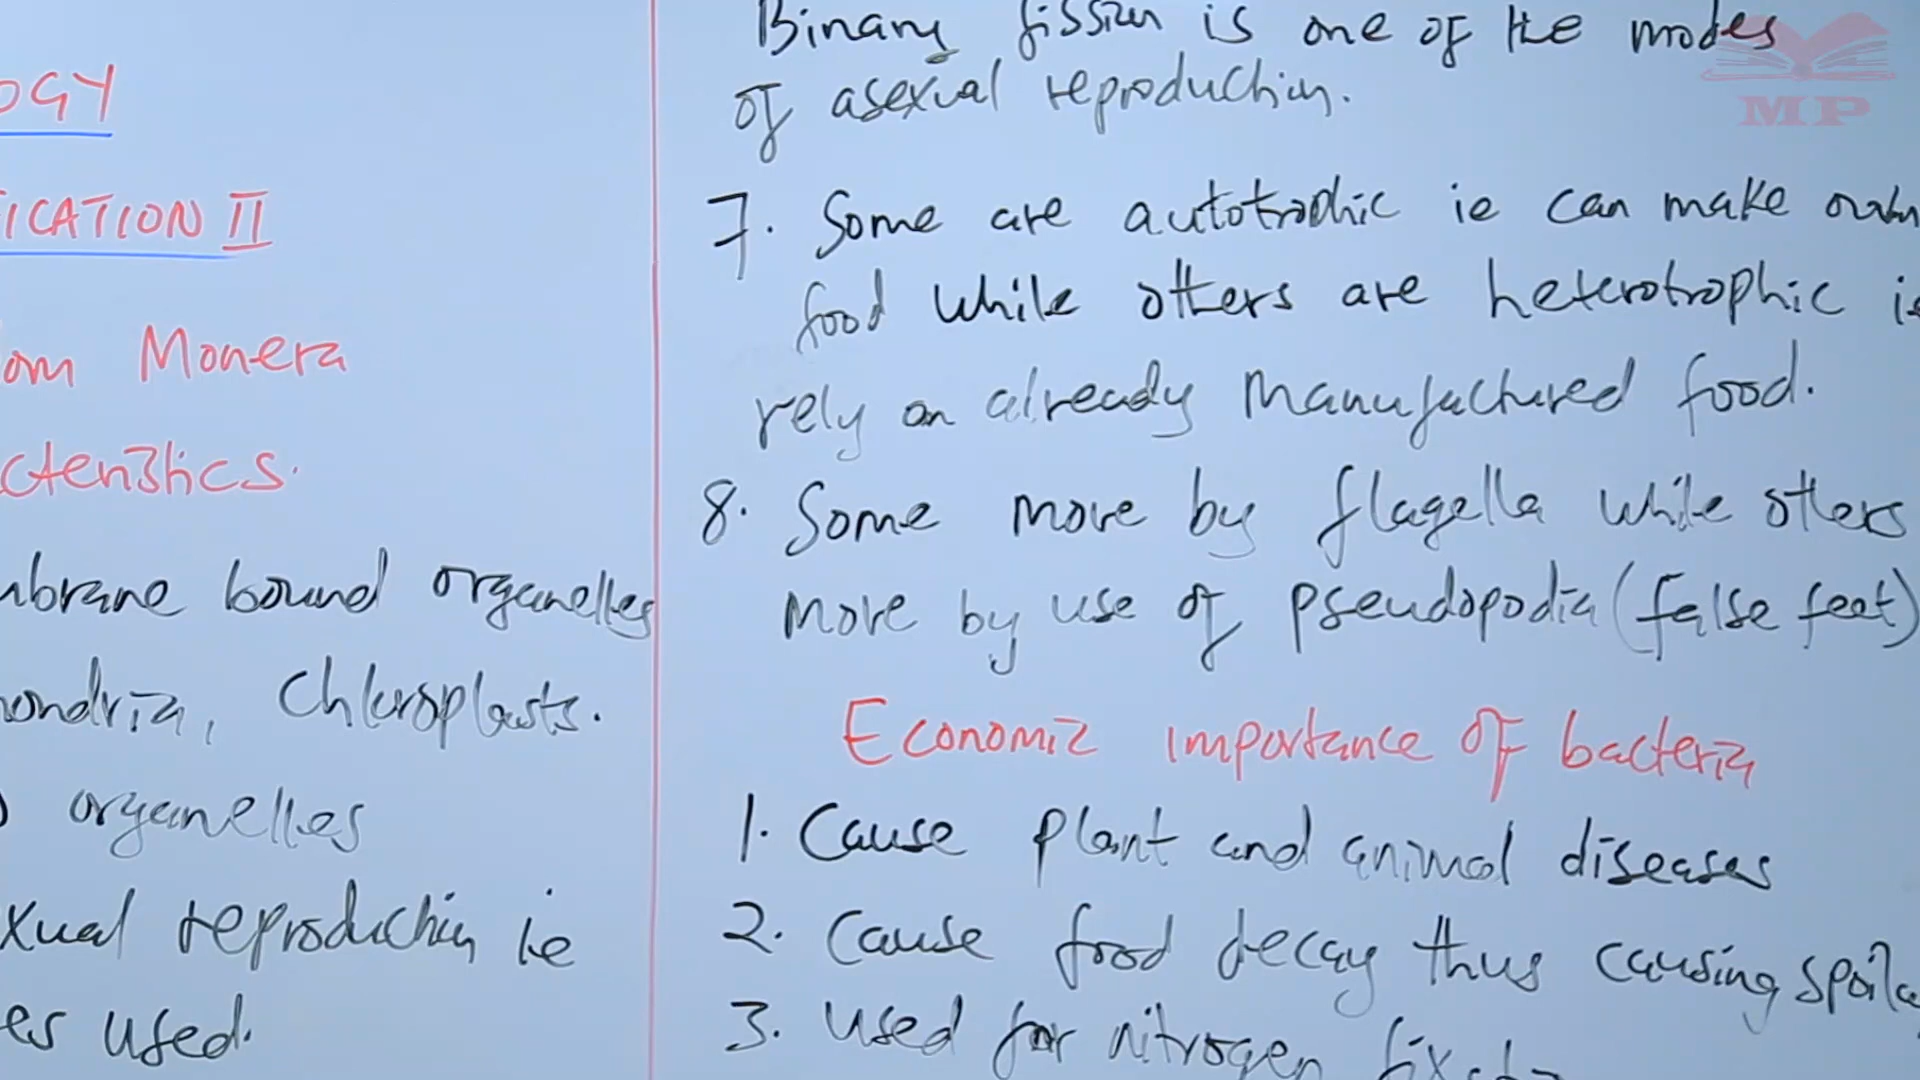 OGY
FICATION II
dom Monera
cteristics.
mbrane bound organelles
hondria, Chloroplasts.
organelles
xual reproduction ie
es used.
Binary fission is one of the modes
of asexual reproduction.
7. Some are autotrophic ie can make
food while others are heterotrophic ie
rely on already manufactured food.
8. Some move by flagella while others
move by use of pseudopodia (false feet)
Economic importance of bacteria
1. Cause plant and animal diseases
2. Cause food decay thus causing spoila
3. Used for nitrogen
MP